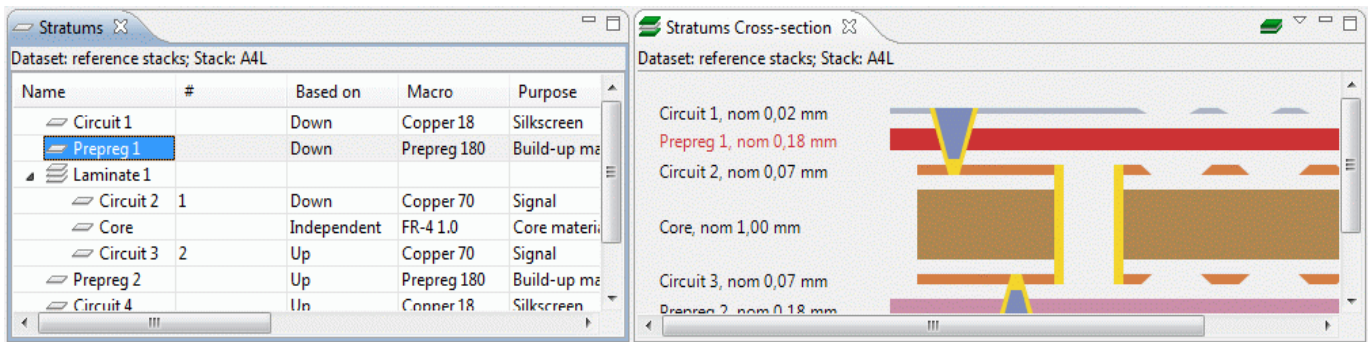 Stratums
Dataset: reference stacks; Stack: A4L
Name # Based on Macro Purpose
Circuit 1 Down Copper 18 Silkscreen
Prepreg 1 Down Prepreg 180 Build-up ma
Laminate 1
Circuit 2 1 Down Copper 70 Signal
Core Independent FR-4 1.0 Core materia
Circuit 3 2 Up Copper 70 Signal
Prepreg 2 Up Prepreg 180 Build-up ma
Circuit 4 Up Copper 18 Silkscreen
Stratums Cross-section
Dataset: reference stacks; Stack: A4L
Circuit 1, nom 0,02 mm
Prepreg 1, nom 0,18 mm
Circuit 2, nom 0,07 mm
Core, nom 1,00 mm
Circuit 3, nom 0,07 mm
Prepreg 2, nom 0,18 mm